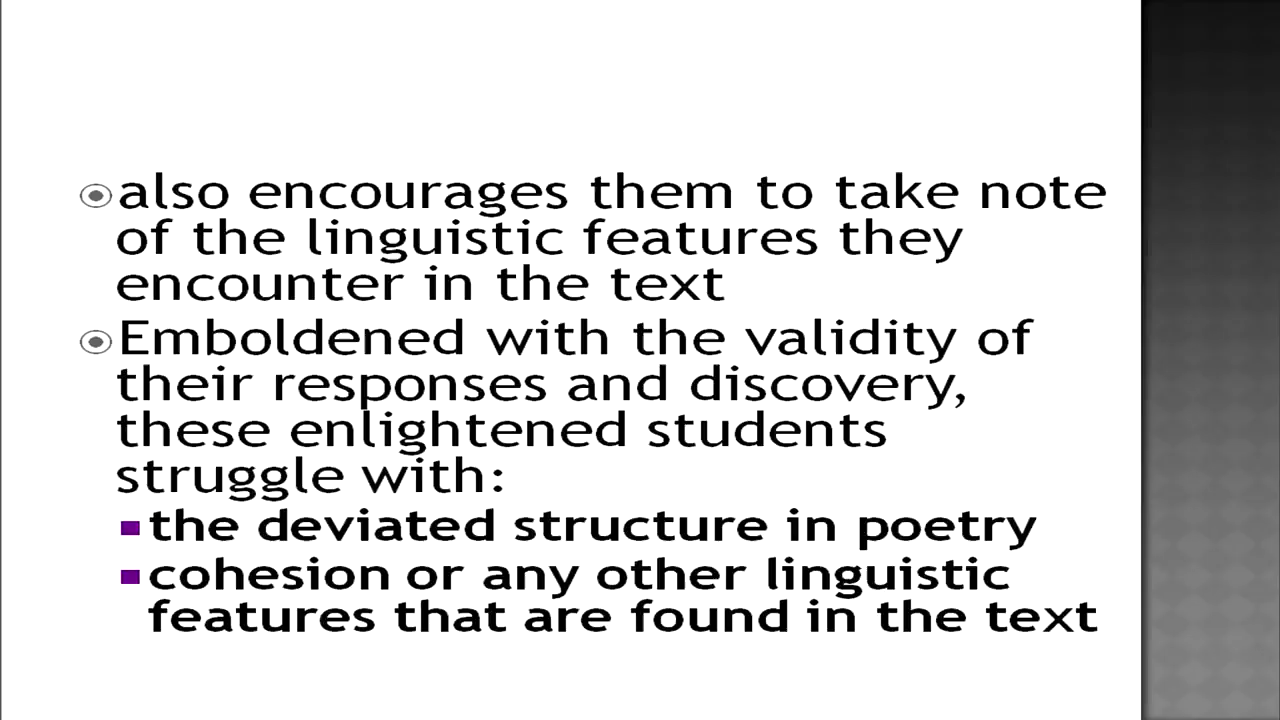 also encourages them to take note
of the linguistic features they
encounter in the text
Emboldened with the validity of
their responses and discovery,
these enlightened students
struggle with:
the deviated structure in poetry
cohesion or any other linguistic
features that are found in the text